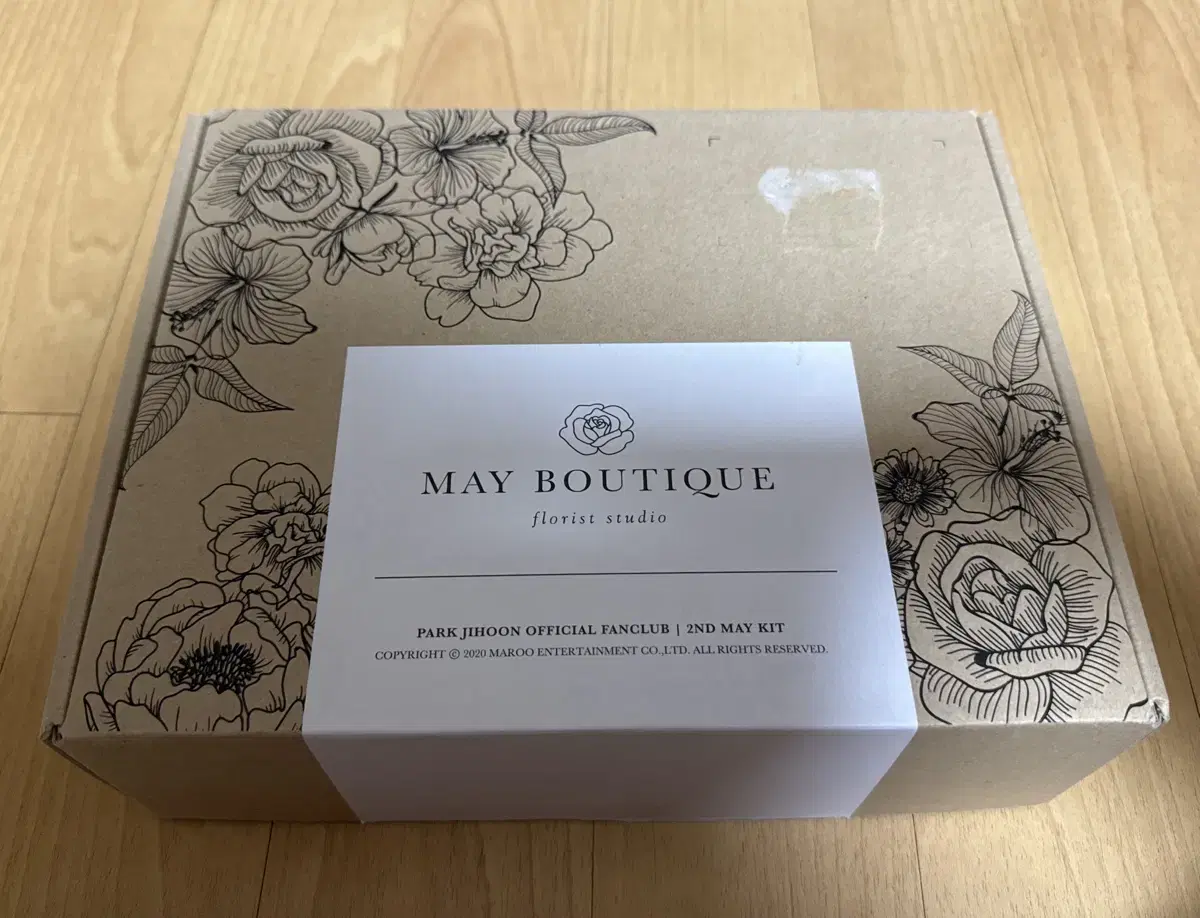 MAY BOUTIQUE
florist studio
PARK JIHOON OFFICIAL FANCLUB | 2ND MAY KIT
COPYRIGHT © 2020 MAROO ENTERTAINMENT CO.,LTD. ALL RIGHTS RESERVED.